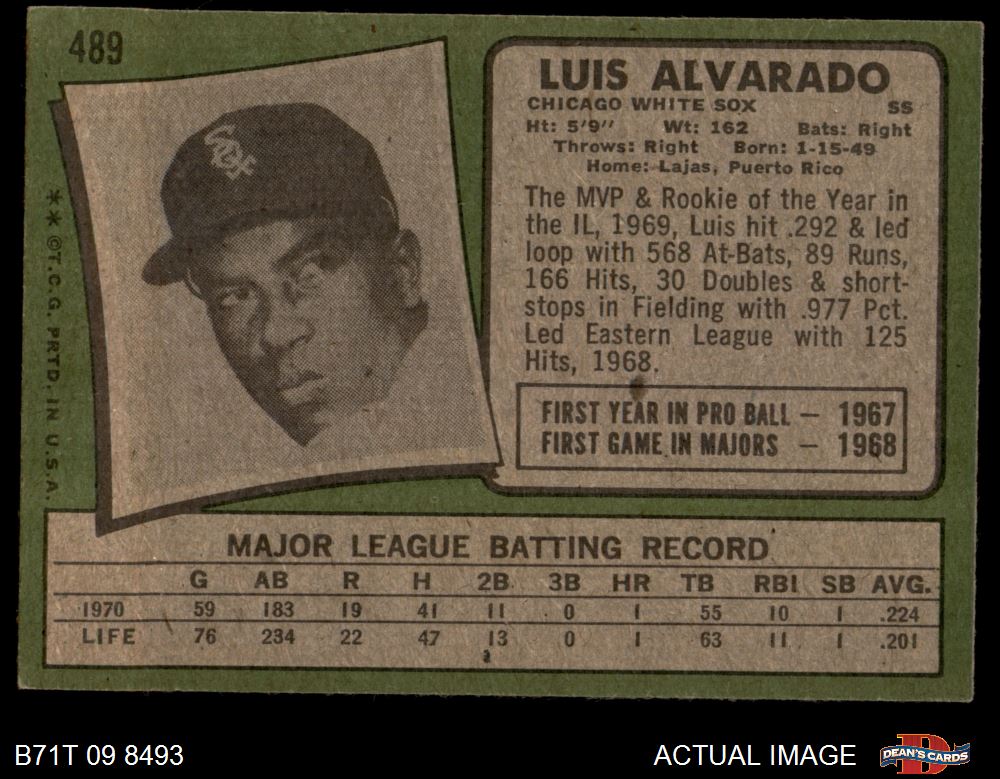 489
LUIS ALVARADO
CHICAGO WHITE SOX SS
Ht: 5'9" Wt: 162 Bats: Right
Throws: Right Born: 1-15-49
Home: Lajas, Puerto Rico
The MVP & Rookie of the Year in
the IL, 1969, Luis hit .292 & led
loop with 568 At-Bats, 89 Runs,
166 Hits, 30 Doubles & short-
stops in Fielding with .977 Pct.
Led Eastern League with 125
Hits, 1968.
FIRST YEAR IN PRO BALL — 1967
FIRST GAME IN MAJORS — 1968
Sox
** ©T.C.G. PRTD. IN U.S.A.
MAJOR LEAGUE BATTING RECORD
G AB R H 2B 3B HR TB RBI SB AVG.
1970 59 183 19 41 11 0 1 55 10 1 .224
LIFE 76 234 22 47 13 0 1 63 11 1 .201
B71T 09 8493 ACTUAL IMAGE D DEAN'S CARDS